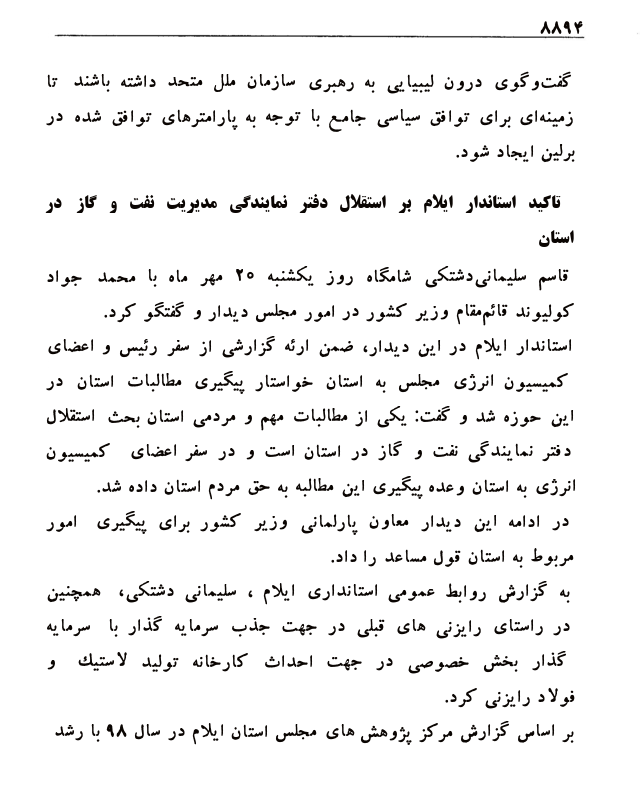 ۸۸۹۴
گفت‌وگوی درون لیبیایی به رهبری سازمان ملل متحد داشته باشند تا
زمینه‌ای برای توافق سیاسی جامع با توجه به پارامترهای توافق شده در
برلین ایجاد شود.
تاکید استاندار ایلام بر استقلال دفتر نمایندگی مدیریت نفت و گاز در
استان
قاسم سلیمانی‌دشتکی شامگاه روز یکشنبه ۲۰ مهر ماه با محمد جواد
کولیوند قائم‌مقام وزیر کشور در امور مجلس دیدار و گفتگو کرد.
استاندار ایلام در این دیدار، ضمن ارئه گزارشی از سفر رئیس و اعضای
کمیسیون انرژی مجلس به استان خواستار پیگیری مطالبات استان در
این حوزه شد و گفت: یکی از مطالبات مهم و مردمی استان بحث استقلال
دفتر نمایندگی نفت و گاز در استان است و در سفر اعضای کمیسیون
انرژی به استان وعده پیگیری این مطالبه به حق مردم استان داده شد.
در ادامه این دیدار معاون پارلمانی وزیر کشور برای پیگیری امور
مربوط به استان قول مساعد را داد.
به گزارش روابط عمومی استانداری ایلام ، سلیمانی دشتکی، همچنین
در راستای رایزنی های قبلی در جهت جذب سرمایه گذار با سرمایه
گذار بخش خصوصی در جهت احداث کارخانه تولید لاستیك و
فولاد رایزنی کرد.
بر اساس گزارش مرکز پژوهش های مجلس استان ایلام در سال ۹۸ با رشد